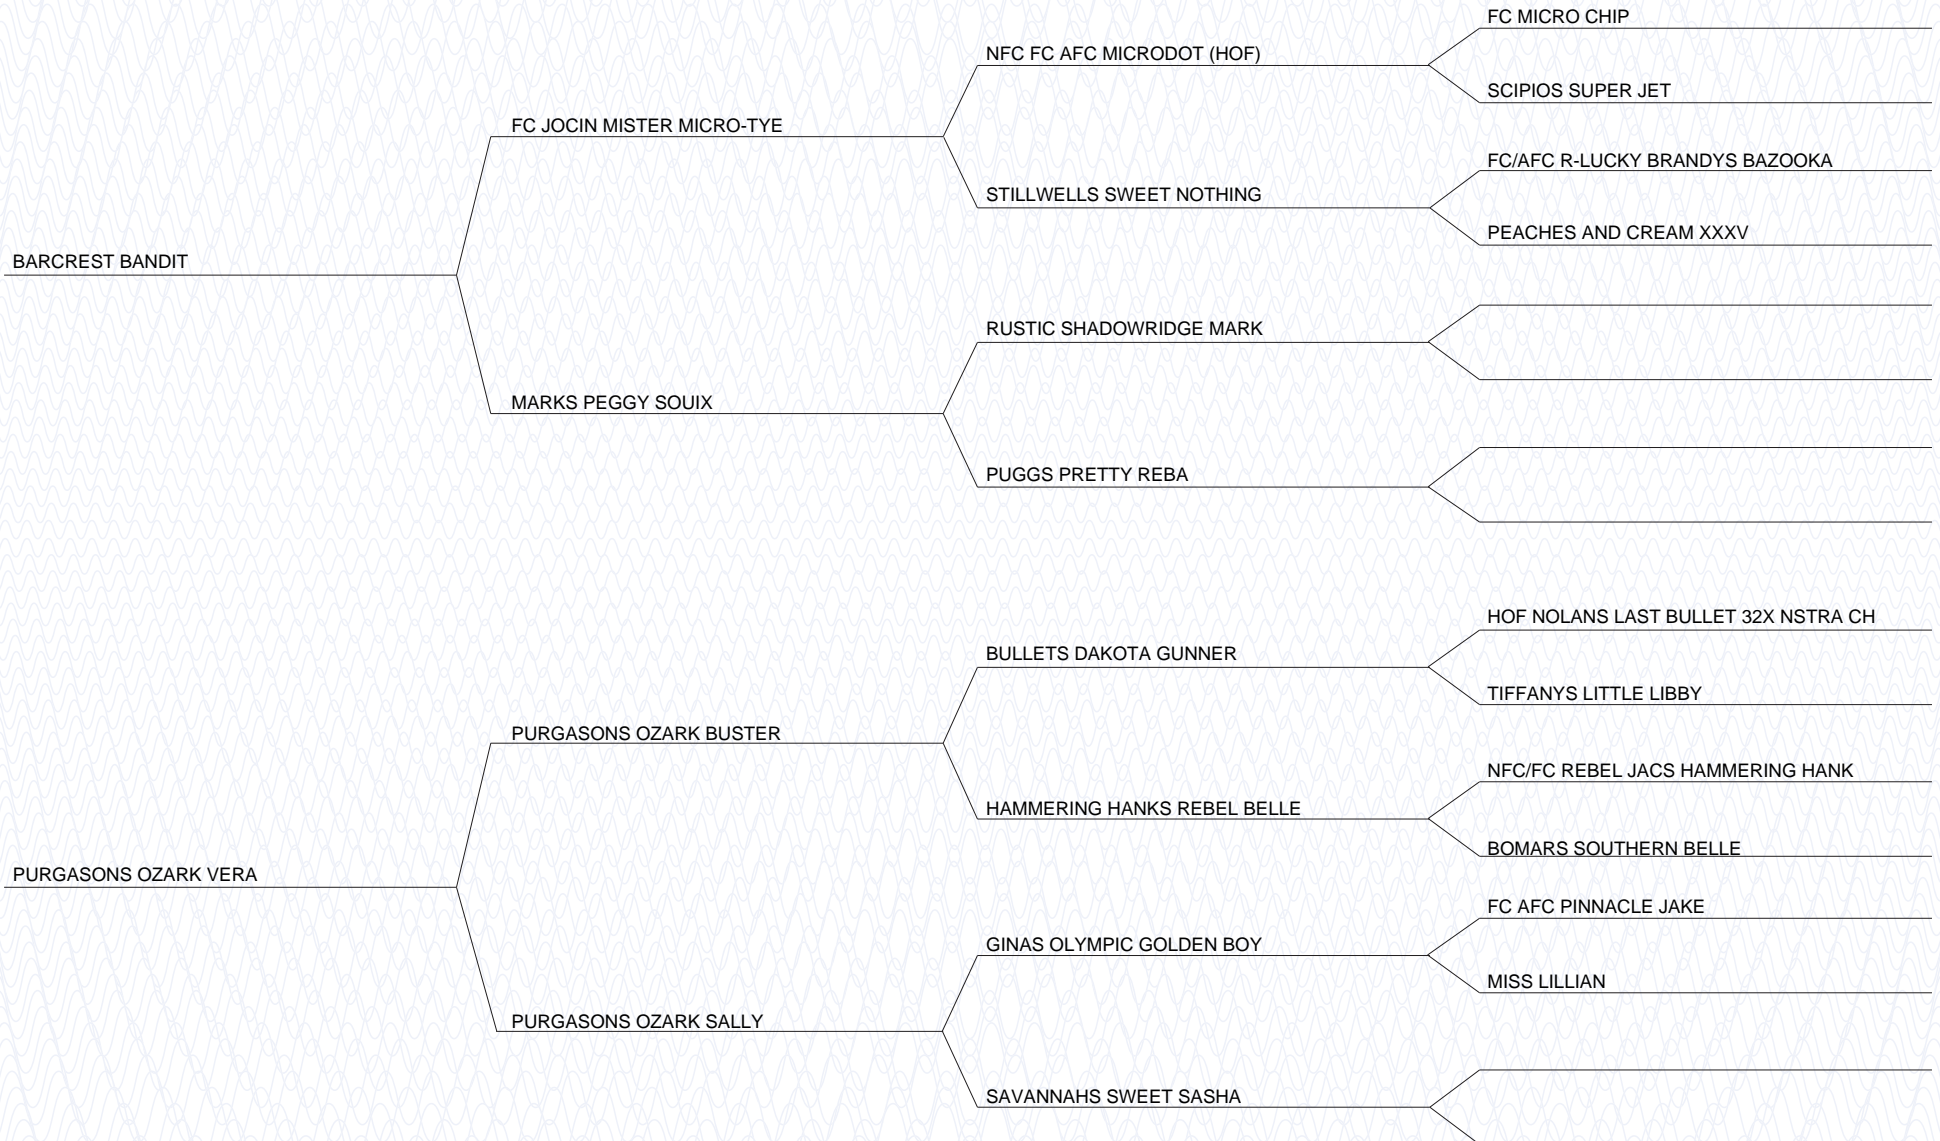 FC MICRO CHIP
NFC FC AFC MICRODOT (HOF)
SCIPIOS SUPER JET
FC JOCIN MISTER MICRO-TYE
FC/AFC R-LUCKY BRANDYS BAZOOKA
STILLWELLS SWEET NOTHING
PEACHES AND CREAM XXXV
BARCREST BANDIT
RUSTIC SHADOWRIDGE MARK
MARKS PEGGY SOUIX
PUGGS PRETTY REBA
HOF NOLANS LAST BULLET 32X NSTRA CH
BULLETS DAKOTA GUNNER
TIFFANYS LITTLE LIBBY
PURGASONS OZARK BUSTER
NFC/FC REBEL JACS HAMMERING HANK
HAMMERING HANKS REBEL BELLE
BOMARS SOUTHERN BELLE
PURGASONS OZARK VERA
FC AFC PINNACLE JAKE
GINAS OLYMPIC GOLDEN BOY
MISS LILLIAN
PURGASONS OZARK SALLY
SAVANNAHS SWEET SASHA